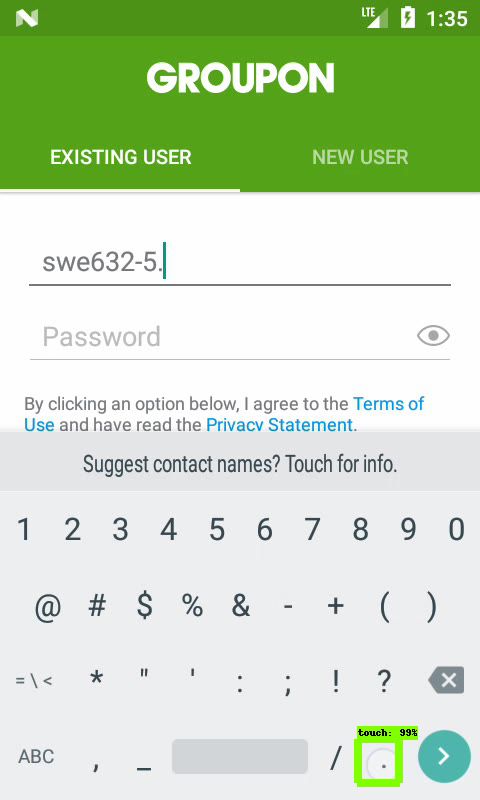 LTE 1:35
GROUPON
EXISTING USER NEW USER
swe632-5.
Password
By clicking an option below, I agree to the Terms of
Use and have read the Privacy Statement.
Suggest contact names? Touch for info.
1 2 3 4 5 6 7 8 9 0
@ # $ % & - + ( )
= \ < * " ' : ; ! ?
touch: 99%
ABC , _ / .